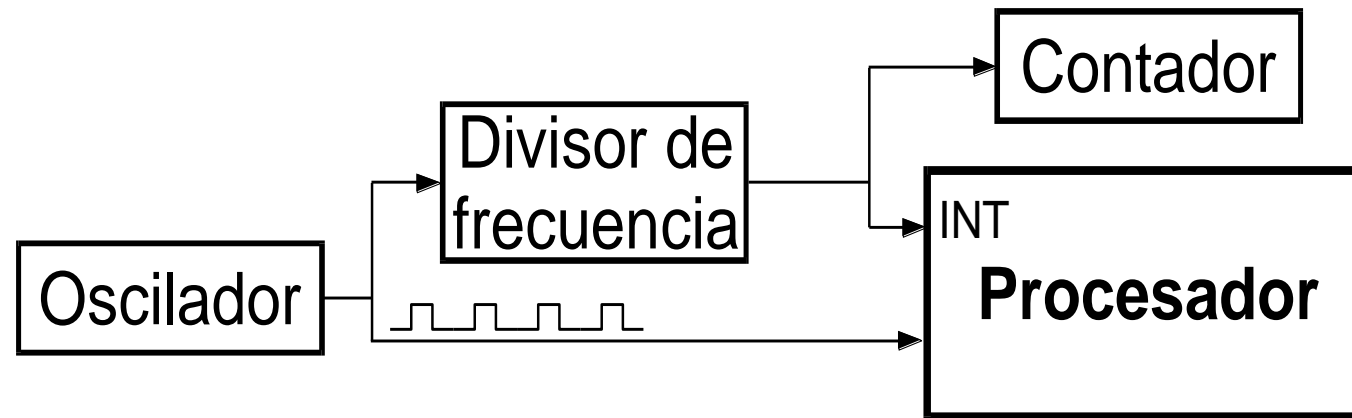 Contador
Divisor de
frecuencia
INT
Procesador
Oscilador